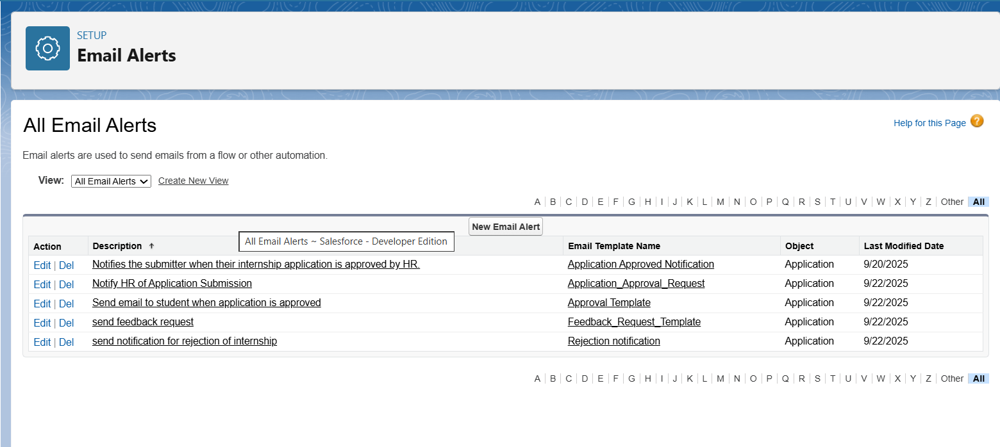 SETUP
Email Alerts
All Email Alerts
Help for this Page ?
Email alerts are used to send emails from a flow or other automation.
View: All Email Alerts Create New View
A B C D E F G H I J K L M N O P Q R S T U V W X Y Z Other All
New Email Alert
All Email Alerts ~ Salesforce - Developer Edition
Action Description Email Template Name Object Last Modified Date
Edit | Del Notifies the submitter when their internship application is approved by HR. Application Approved Notification Application 9/20/2025
Edit | Del Notify HR of Application Submission Application_Approval_Request Application 9/22/2025
Edit | Del Send email to student when application is approved Approval Template Application 9/22/2025
Edit | Del send feedback request Feedback_Request_Template Application 9/22/2025
Edit | Del send notification for rejection of internship Rejection notification Application 9/22/2025
A B C D E F G H I J K L M N O P Q R S T U V W X Y Z Other All